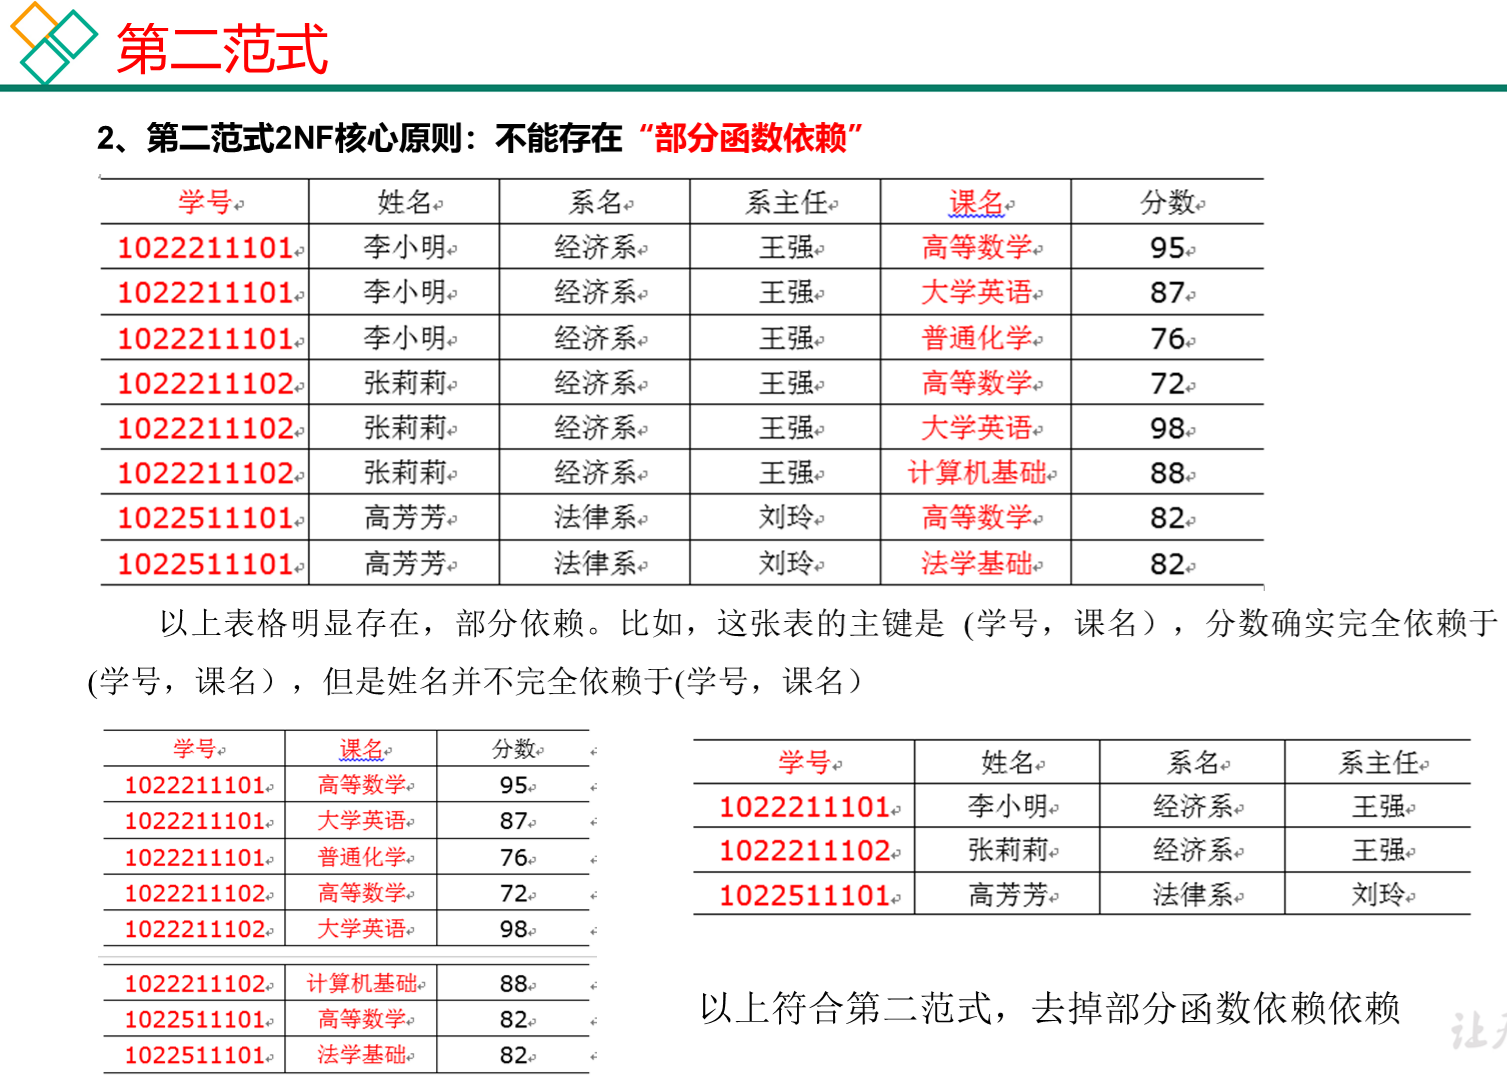 第二范式
2、第二范式2NF核心原则：不能存在“部分函数依赖”
学号 姓名 系名 系主任 课名 分数
1022211101 李小明 经济系 王强 高等数学 95
1022211101 李小明 经济系 王强 大学英语 87
1022211101 李小明 经济系 王强 普通化学 76
1022211102 张莉莉 经济系 王强 高等数学 72
1022211102 张莉莉 经济系 王强 大学英语 98
1022211102 张莉莉 经济系 王强 计算机基础 88
1022511101 高芳芳 法律系 刘玲 高等数学 82
1022511101 高芳芳 法律系 刘玲 法学基础 82
以上表格明显存在，部分依赖。比如，这张表的主键是 (学号，课名），分数确实完全依赖于
(学号，课名），但是姓名并不完全依赖于(学号，课名）
学号 课名 分数
1022211101 高等数学 95
1022211101 大学英语 87
1022211101 普通化学 76
1022211102 高等数学 72
1022211102 大学英语 98
1022211102 计算机基础 88
1022511101 高等数学 82
1022511101 法学基础 82
学号 姓名 系名 系主任
1022211101 李小明 经济系 王强
1022211102 张莉莉 经济系 王强
1022511101 高芳芳 法律系 刘玲
以上符合第二范式，去掉部分函数依赖依赖
让